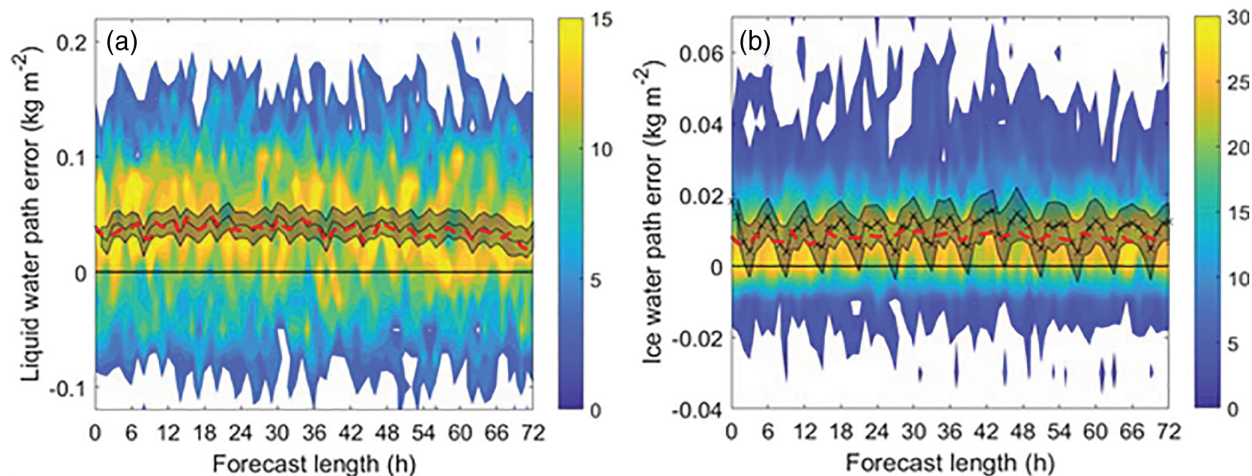 (a)
Liquid water path error (kg m⁻²)
0.2
0.1
0
-0.1
0 6 12 18 24 30 36 42 48 54 60 66 72
Forecast length (h)
15
10
5
0
(b)
Ice water path error (kg m⁻²)
0.06
0.04
0.02
0
-0.02
-0.04
0 6 12 18 24 30 36 42 48 54 60 66 72
Forecast length (h)
30
25
20
15
10
5
0